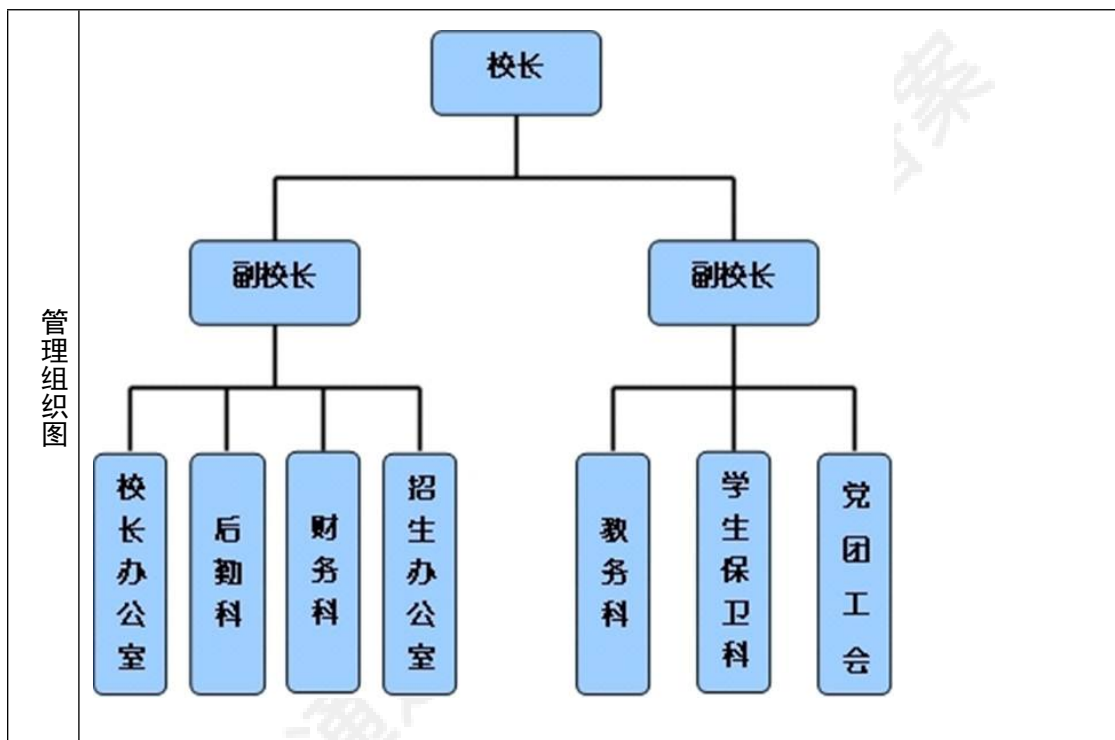 管理组织图
校长
副校长
副校长
校长办公室
后勤科
财务科
招生办公室
教务科
学生保卫科
党团工会
案